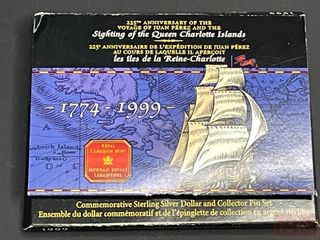 225TH ANNIVERSARY OF THE
VOYAGE OF JUAN PÉREZ AND THE
Sighting of the Queen Charlotte Islands
225e ANNIVERSAIRE DE L'EXPÉDITION DE JUAN PÉREZ
AU COURS DE LAQUELLE IL APERÇOIT
les îles de la Reine-Charlotte
1774 - 1999
ROYAL
CANADIAN MINT
MONNAIE ROYALE
CANADIENNE
Commemorative Sterling Silver Dollar and Collector Pin Set
Ensemble du dollar commémoratif et de l'épinglette de collection en argent